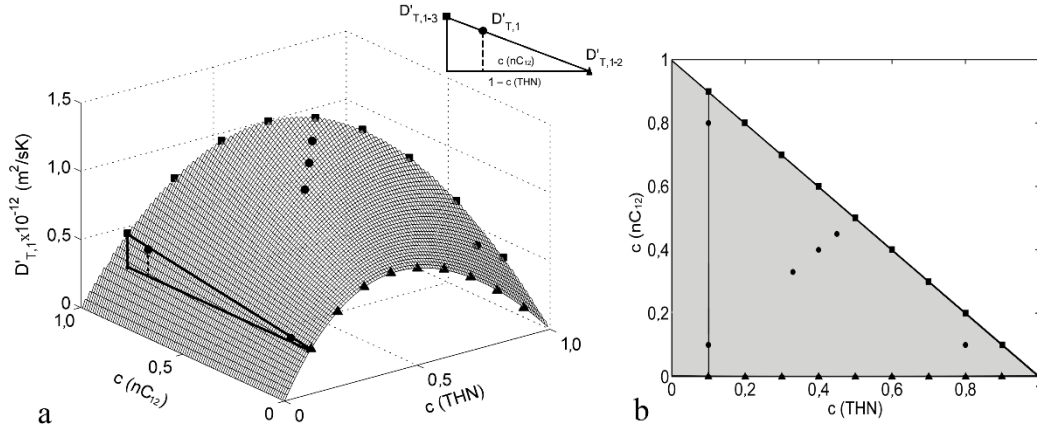 D'T,1-3
D'T,1
D'T,1-2
c (nC12)
1 – c (THN)
D'T,1x10-12 (m2/sK)
1,5
1,0
0,5
0
1,0
0,5
0
c (nC12)
0
0,5
1,0
c (THN)
a
c (nC12)
1
0,8
0,6
0,4
0,2
0
0
0,2
0,4
0,6
0,8
1
c (THN)
b